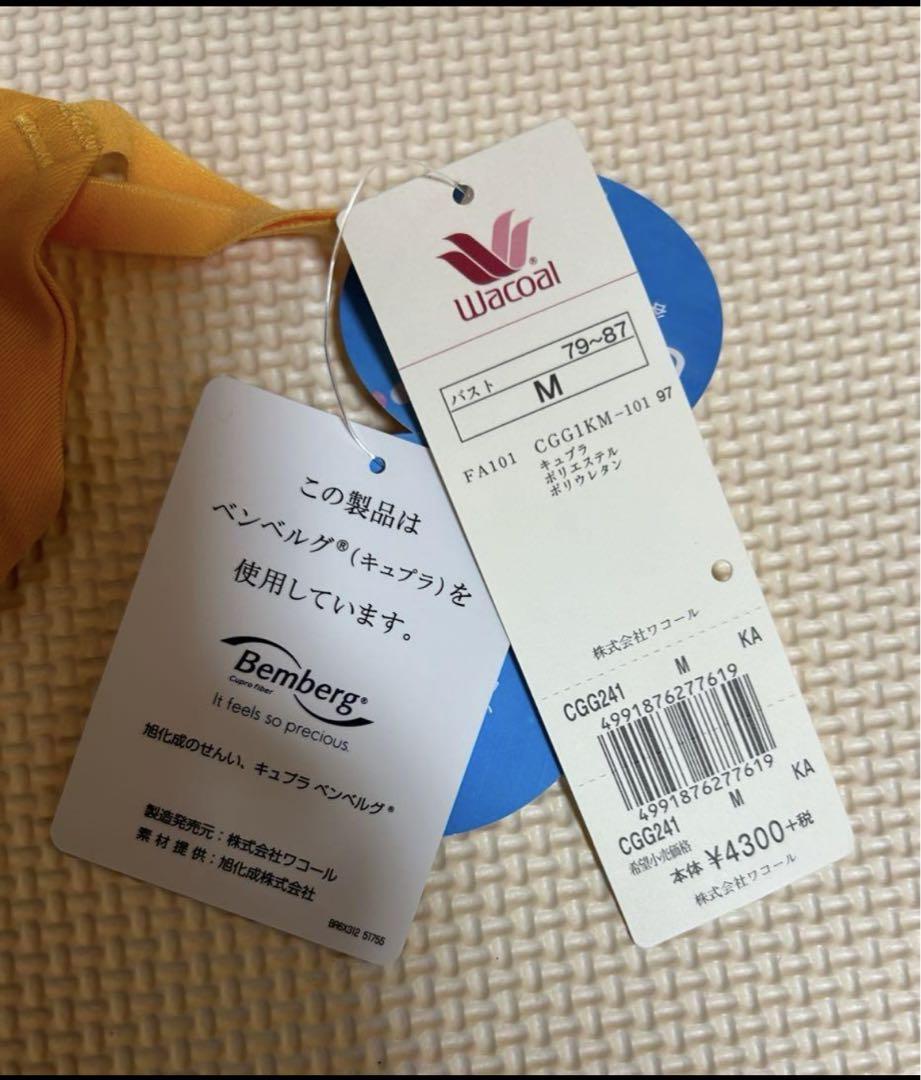 Wacoal®
バスト 79~87
M
FA101 CGG1KM-101 97
キュプラ
ポリエステル
ポリウレタン
株式会社ワコール
CGG241 M KA
4991876277619
4991876277619
CGG241 M KA
希望小売価格
本体 ¥4300+税
株式会社ワコール
この製品は
ベンベルグ®(キュプラ)を
使用しています。
Bemberg®
Cupro fiber
It feels so precious.
旭化成のせんい、キュプラ ベンベルグ®
製造発売元:株式会社ワコール
素材提供:旭化成株式会社
BR6X312 51755